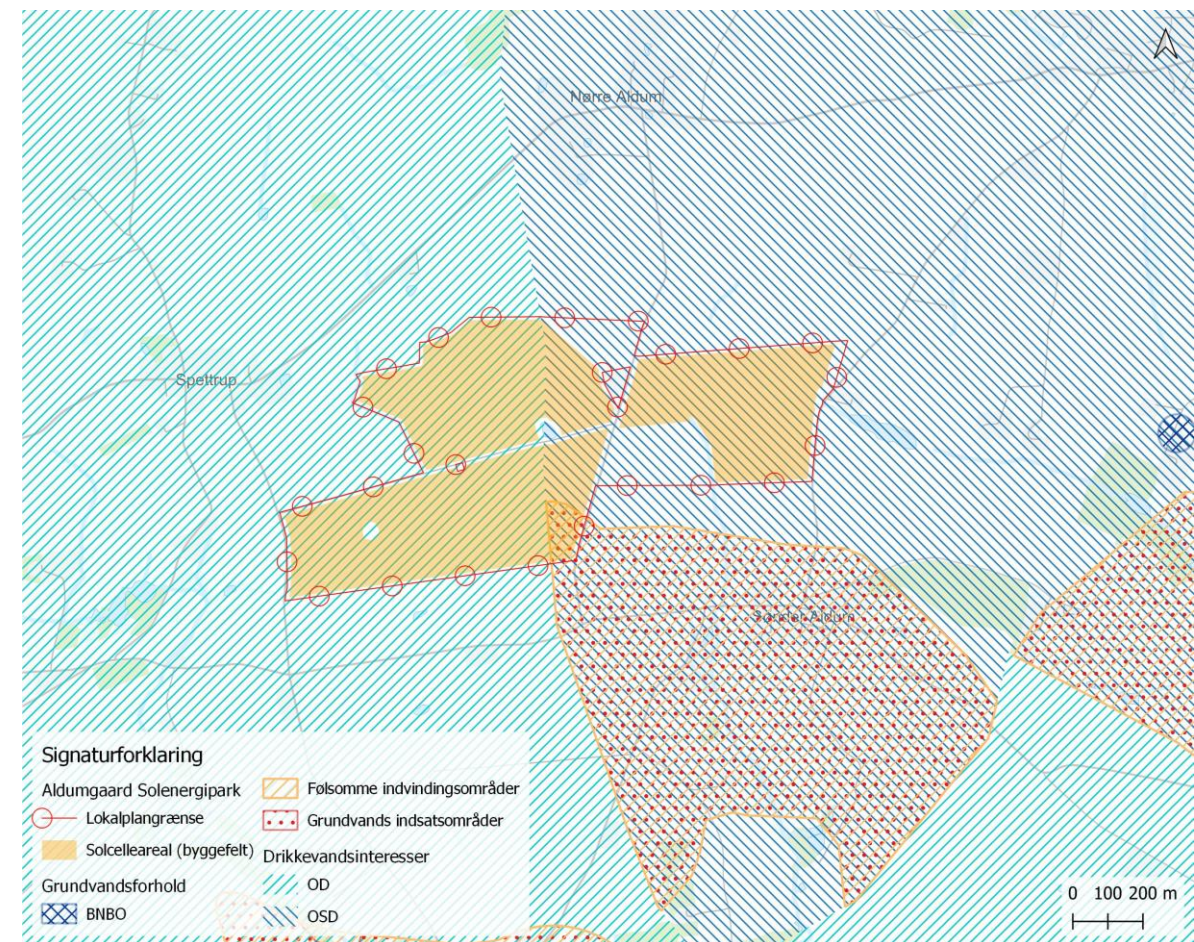 Nørre Aldum
Spettrup
Sønder Aldum
Signaturforklaring
Aldumgaard Solenergipark
Lokalplangrænse
Solcelleareal (byggefelt)
Grundvandsforhold
BNBO
Følsomme indvindingsområder
Grundvands indsatsområder
Drikkevandsinteresser
OD
OSD
0 100 200 m